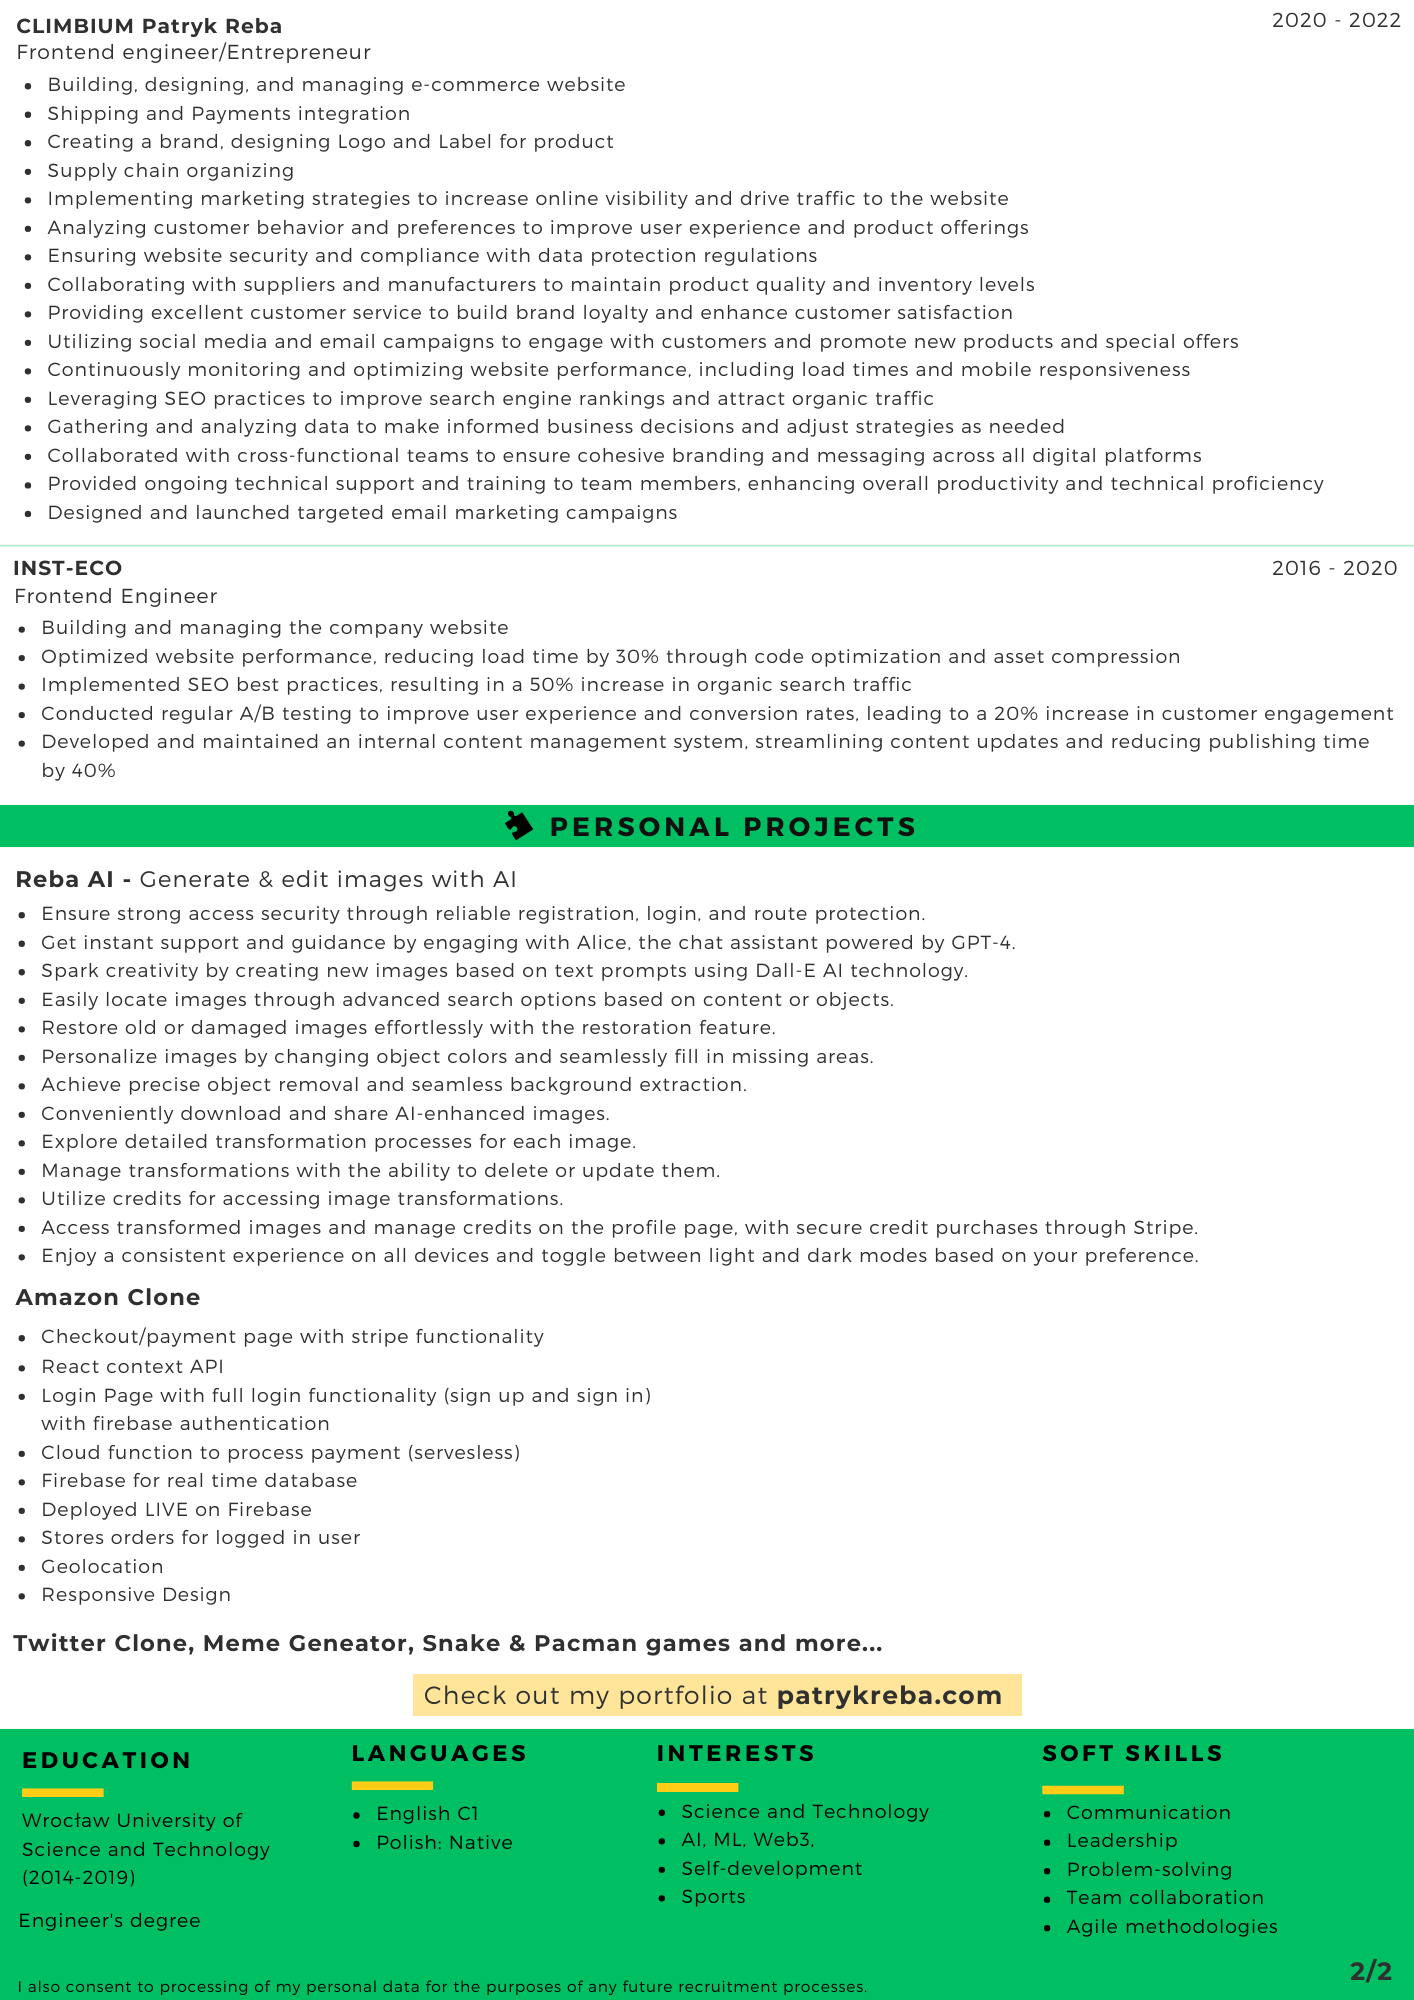 CLIMBIUM Patryk Reba
2020 - 2022
Frontend engineer/Entrepreneur
• Building, designing, and managing e-commerce website
• Shipping and Payments integration
• Creating a brand, designing Logo and Label for product
• Supply chain organizing
• Implementing marketing strategies to increase online visibility and drive traffic to the website
• Analyzing customer behavior and preferences to improve user experience and product offerings
• Ensuring website security and compliance with data protection regulations
• Collaborating with suppliers and manufacturers to maintain product quality and inventory levels
• Providing excellent customer service to build brand loyalty and enhance customer satisfaction
• Utilizing social media and email campaigns to engage with customers and promote new products and special offers
• Continuously monitoring and optimizing website performance, including load times and mobile responsiveness
• Leveraging SEO practices to improve search engine rankings and attract organic traffic
• Gathering and analyzing data to make informed business decisions and adjust strategies as needed
• Collaborated with cross-functional teams to ensure cohesive branding and messaging across all digital platforms
• Provided ongoing technical support and training to team members, enhancing overall productivity and technical proficiency
• Designed and launched targeted email marketing campaigns
INST-ECO
2016 - 2020
Frontend Engineer
• Building and managing the company website
• Optimized website performance, reducing load time by 30% through code optimization and asset compression
• Implemented SEO best practices, resulting in a 50% increase in organic search traffic
• Conducted regular A/B testing to improve user experience and conversion rates, leading to a 20% increase in customer engagement
• Developed and maintained an internal content management system, streamlining content updates and reducing publishing time
by 40%
PERSONAL PROJECTS
Reba AI - Generate & edit images with AI
• Ensure strong access security through reliable registration, login, and route protection.
• Get instant support and guidance by engaging with Alice, the chat assistant powered by GPT-4.
• Spark creativity by creating new images based on text prompts using Dall-E AI technology.
• Easily locate images through advanced search options based on content or objects.
• Restore old or damaged images effortlessly with the restoration feature.
• Personalize images by changing object colors and seamlessly fill in missing areas.
• Achieve precise object removal and seamless background extraction.
• Conveniently download and share AI-enhanced images.
• Explore detailed transformation processes for each image.
• Manage transformations with the ability to delete or update them.
• Utilize credits for accessing image transformations.
• Access transformed images and manage credits on the profile page, with secure credit purchases through Stripe.
• Enjoy a consistent experience on all devices and toggle between light and dark modes based on your preference.
Amazon Clone
• Checkout/payment page with stripe functionality
• React context API
• Login Page with full login functionality (sign up and sign in)
with firebase authentication
• Cloud function to process payment (servesless)
• Firebase for real time database
• Deployed LIVE on Firebase
• Stores orders for logged in user
• Geolocation
• Responsive Design
Twitter Clone, Meme Geneator, Snake & Pacman games and more...
Check out my portfolio at patrykreba.com
EDUCATION
Wrocław University of
Science and Technology
(2014-2019)
Engineer's degree
LANGUAGES
• English C1
• Polish: Native
INTERESTS
• Science and Technology
• AI, ML, Web3,
• Self-development
• Sports
SOFT SKILLS
• Communication
• Leadership
• Problem-solving
• Team collaboration
• Agile methodologies
2/2
I also consent to processing of my personal data for the purposes of any future recruitment processes.